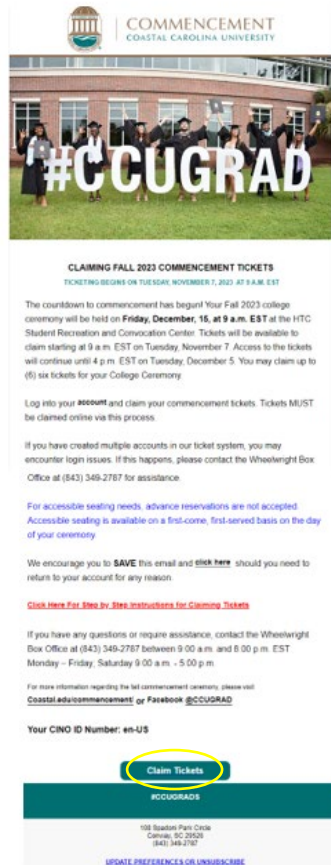 COMMENCEMENT
COASTAL CAROLINA UNIVERSITY
#CCUGRAD
CLAIMING FALL 2023 COMMENCEMENT TICKETS
TICKETING BEGINS ON TUESDAY, NOVEMBER 7, 2023 AT 9 A.M. EST
The countdown to commencement has begun! Your Fall 2023 college
ceremony will be held on Friday, December, 15, at 9 a.m. EST at the HTC
Student Recreation and Convocation Center. Tickets will be available to
claim starting at 9 a.m. EST on Tuesday, November 7. Access to the tickets
will continue until 4 p.m. EST on Tuesday, December 5. You may claim up to
(6) six tickets for your College Ceremony.
Log into your account and claim your commencement tickets. Tickets MUST
be claimed online via this process.
If you have created multiple accounts in our ticket system, you may
encounter login issues. If this happens, please contact the Wheelwright Box
Office at (843) 349-2787 for assistance.
For accessible seating needs, advance reservations are not accepted.
Accessible seating is available on a first-come, first-served basis on the day
of your ceremony.
We encourage you to SAVE this email and click here should you need to
return to your account for any reason.
Click Here For Step by Step Instructions for Claiming Tickets
If you have any questions or require assistance, contact the Wheelwright
Box Office at (843) 349-2787 between 9:00 a.m. and 8:00 p.m. EST
Monday – Friday; Saturday 9:00 a.m. - 5:00 p.m.
For more information regarding the fall commencement ceremony, please visit
Coastal.edu/commencement/ or Facebook @CCUGRAD
Your CINO ID Number: en-US
Claim Tickets
#CCUGRADS
108 Spadoni Park Circle
Conway, SC 29526
(843) 349-2787
UPDATE PREFERENCES OR UNSUBSCRIBE